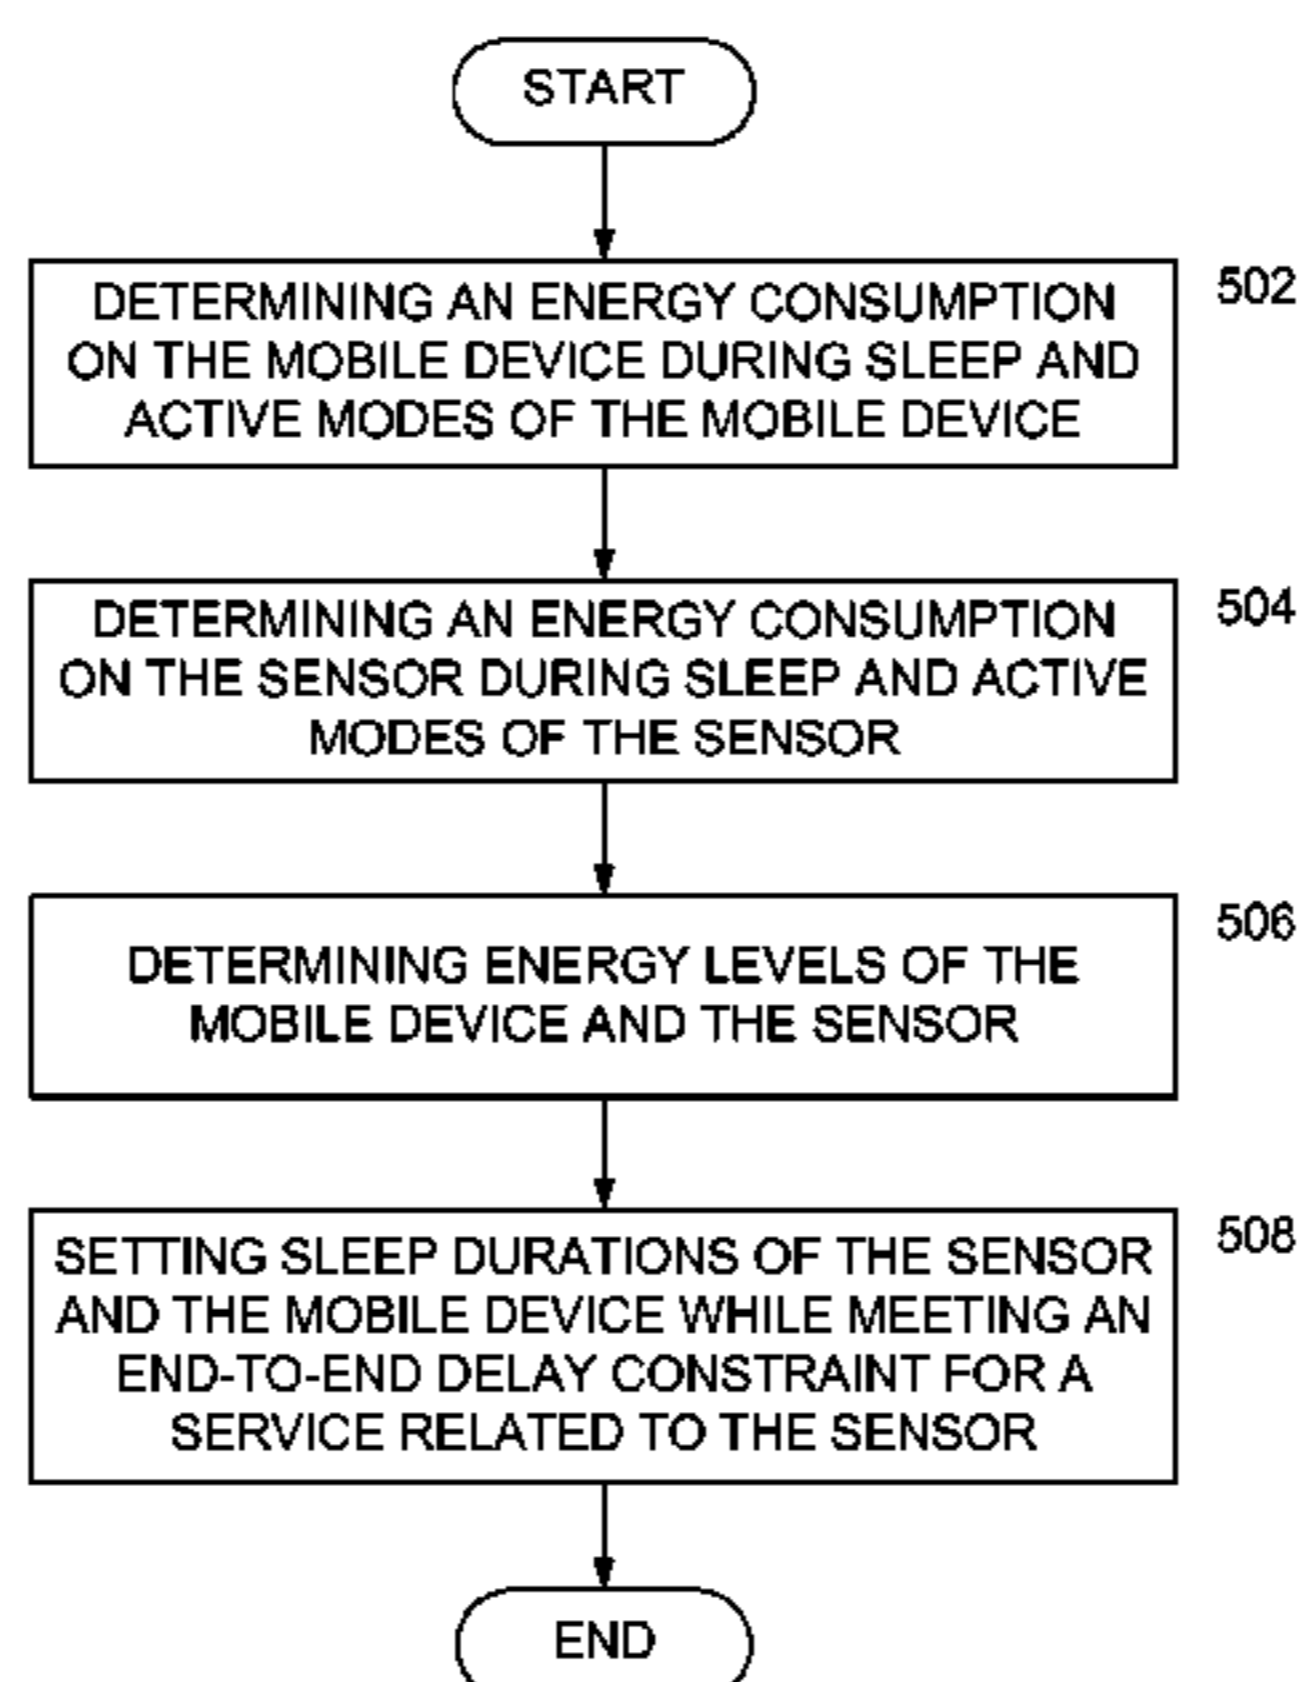 START
DETERMINING AN ENERGY CONSUMPTION
ON THE MOBILE DEVICE DURING SLEEP AND
ACTIVE MODES OF THE MOBILE DEVICE
502
DETERMINING AN ENERGY CONSUMPTION
ON THE SENSOR DURING SLEEP AND ACTIVE
MODES OF THE SENSOR
504
DETERMINING ENERGY LEVELS OF THE
MOBILE DEVICE AND THE SENSOR
506
SETTING SLEEP DURATIONS OF THE SENSOR
AND THE MOBILE DEVICE WHILE MEETING AN
END-TO-END DELAY CONSTRAINT FOR A
SERVICE RELATED TO THE SENSOR
508
END